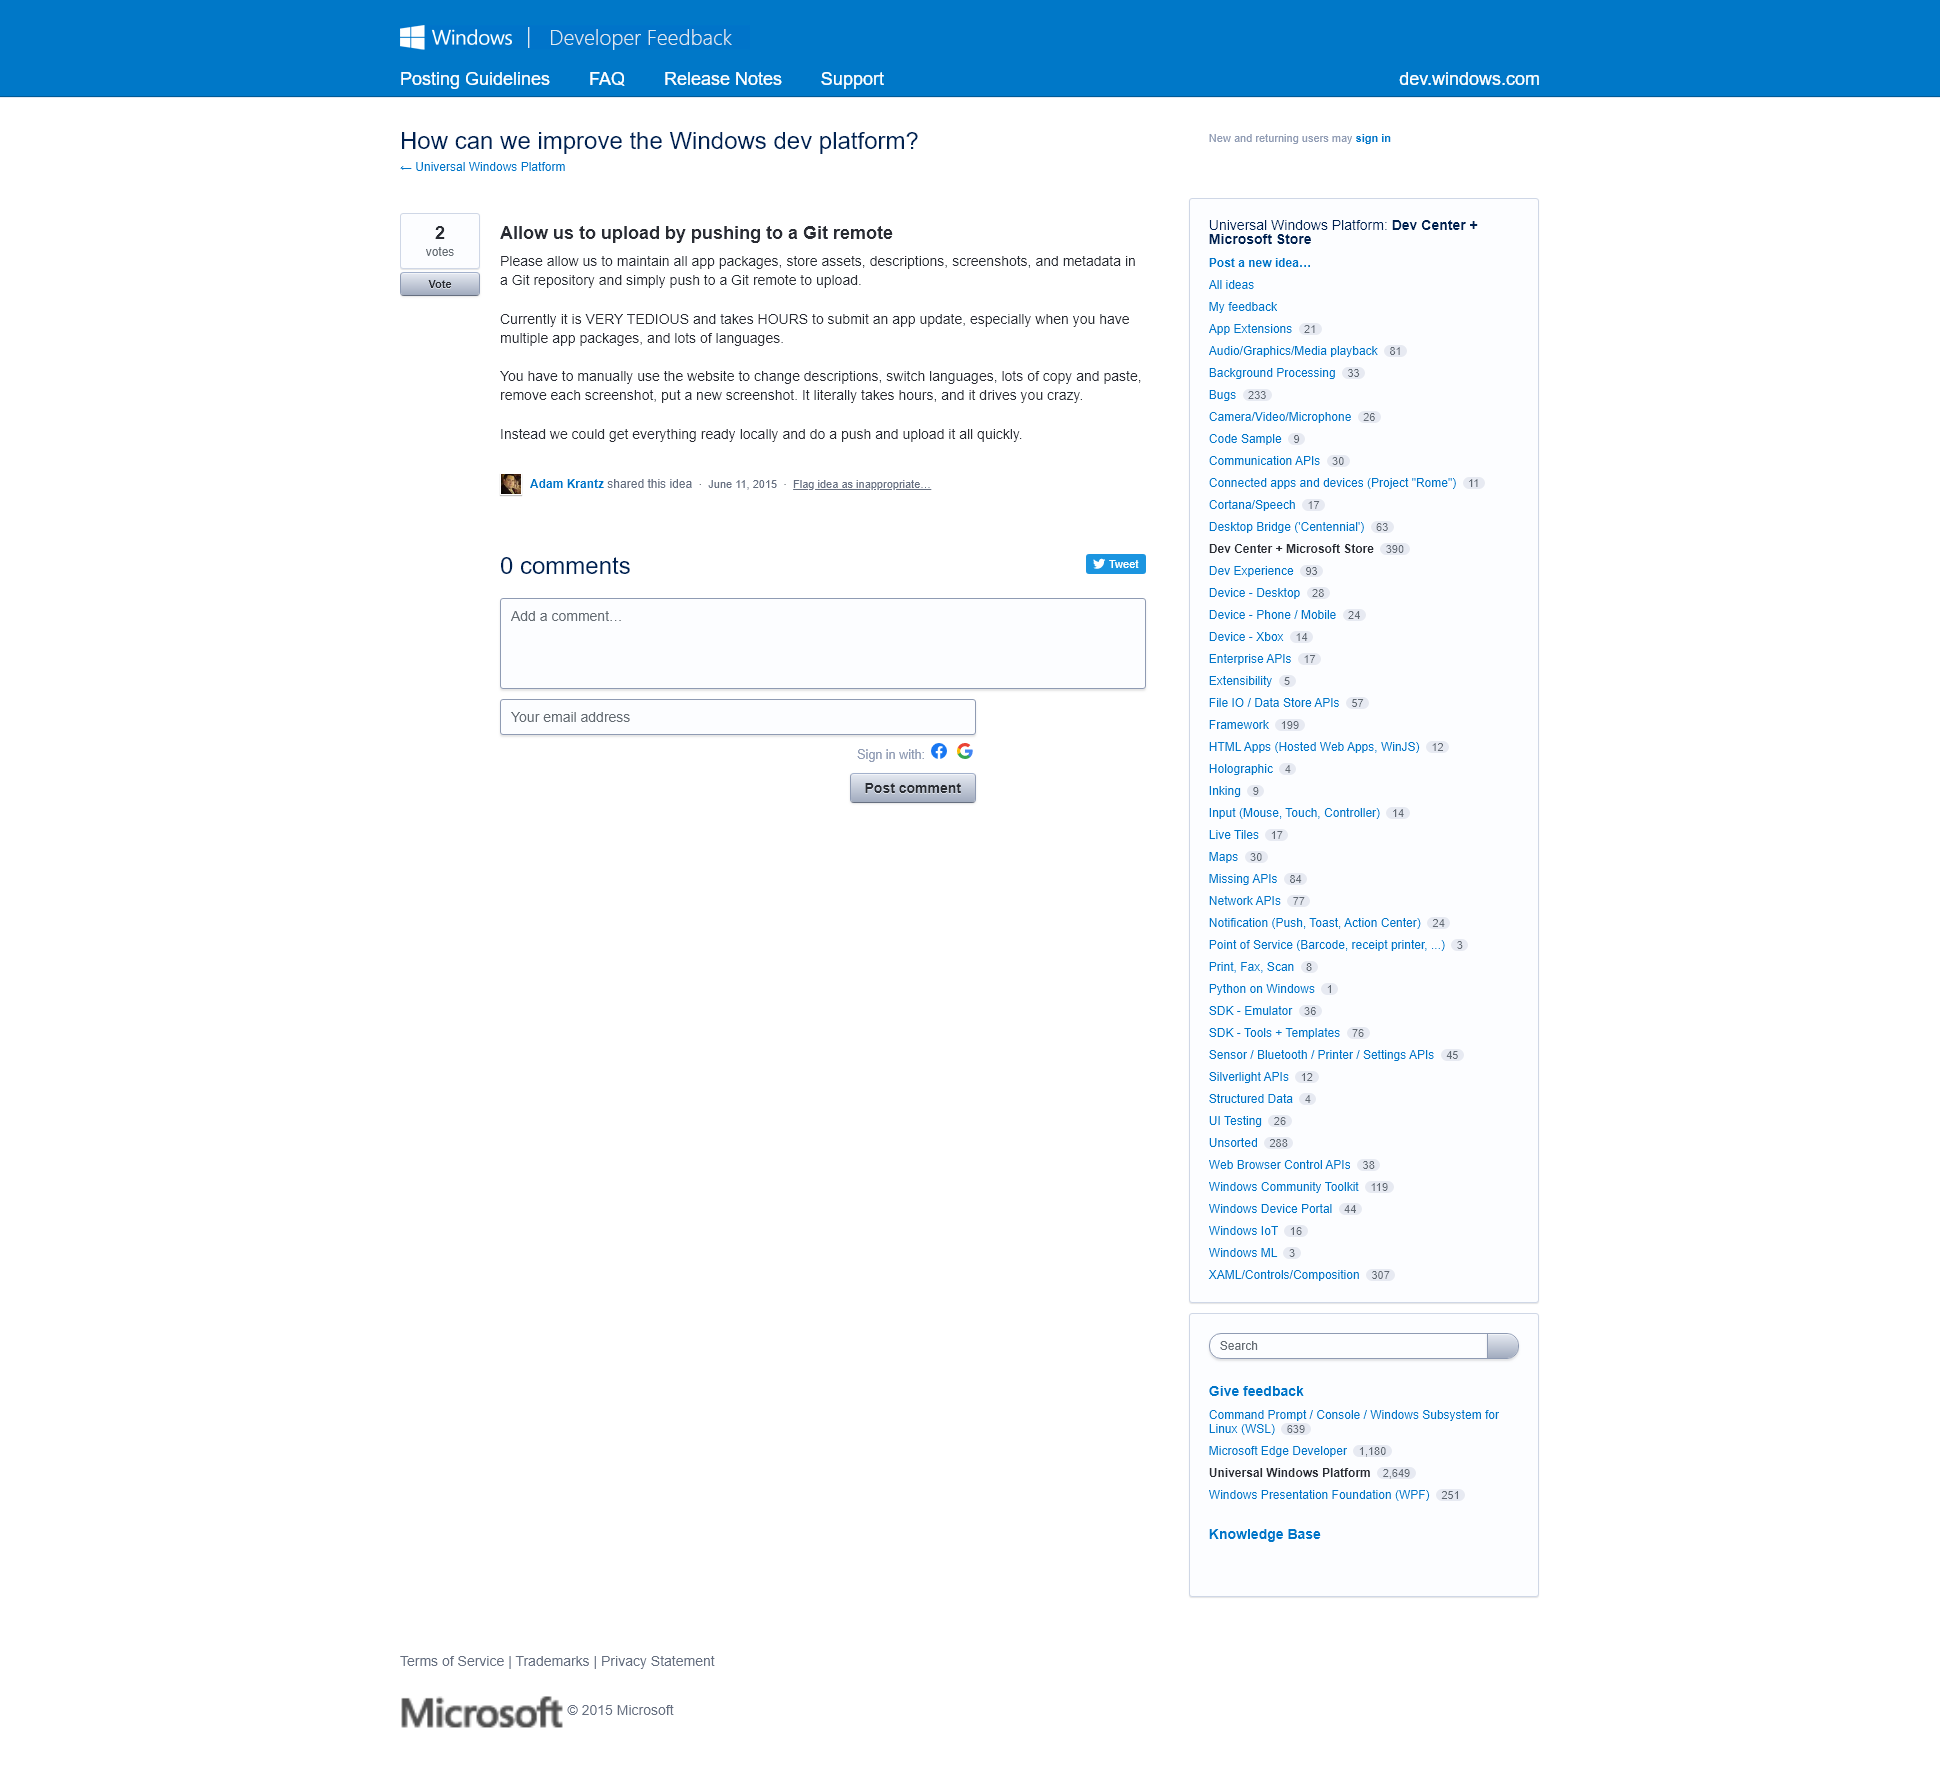 Windows | Developer Feedback
Posting Guidelines FAQ Release Notes Support dev.windows.com
How can we improve the Windows dev platform?
← Universal Windows Platform
New and returning users may sign in
2
votes
Vote
Allow us to upload by pushing to a Git remote
Please allow us to maintain all app packages, store assets, descriptions, screenshots, and metadata in
a Git repository and simply push to a Git remote to upload.
Currently it is VERY TEDIOUS and takes HOURS to submit an app update, especially when you have
multiple app packages, and lots of languages.
You have to manually use the website to change descriptions, switch languages, lots of copy and paste,
remove each screenshot, put a new screenshot. It literally takes hours, and it drives you crazy.
Instead we could get everything ready locally and do a push and upload it all quickly.
Adam Krantz shared this idea · June 11, 2015 · Flag idea as inappropriate…
0 comments
Tweet
Add a comment…
Your email address
Sign in with:
Post comment
Universal Windows Platform: Dev Center +
Microsoft Store
Post a new idea…
All ideas
My feedback
App Extensions 21
Audio/Graphics/Media playback 81
Background Processing 33
Bugs 233
Camera/Video/Microphone 26
Code Sample 9
Communication APIs 30
Connected apps and devices (Project "Rome") 11
Cortana/Speech 17
Desktop Bridge ('Centennial') 63
Dev Center + Microsoft Store 390
Dev Experience 93
Device - Desktop 28
Device - Phone / Mobile 24
Device - Xbox 14
Enterprise APIs 17
Extensibility 5
File IO / Data Store APIs 57
Framework 199
HTML Apps (Hosted Web Apps, WinJS) 12
Holographic 4
Inking 9
Input (Mouse, Touch, Controller) 14
Live Tiles 17
Maps 30
Missing APIs 84
Network APIs 77
Notification (Push, Toast, Action Center) 24
Point of Service (Barcode, receipt printer, ...) 3
Print, Fax, Scan 8
Python on Windows 1
SDK - Emulator 36
SDK - Tools + Templates 76
Sensor / Bluetooth / Printer / Settings APIs 45
Silverlight APIs 12
Structured Data 4
UI Testing 26
Unsorted 288
Web Browser Control APIs 38
Windows Community Toolkit 119
Windows Device Portal 44
Windows IoT 16
Windows ML 3
XAML/Controls/Composition 307
Search
Give feedback
Command Prompt / Console / Windows Subsystem for
Linux (WSL) 639
Microsoft Edge Developer 1,180
Universal Windows Platform 2,649
Windows Presentation Foundation (WPF) 251
Knowledge Base
Terms of Service | Trademarks | Privacy Statement
Microsoft © 2015 Microsoft